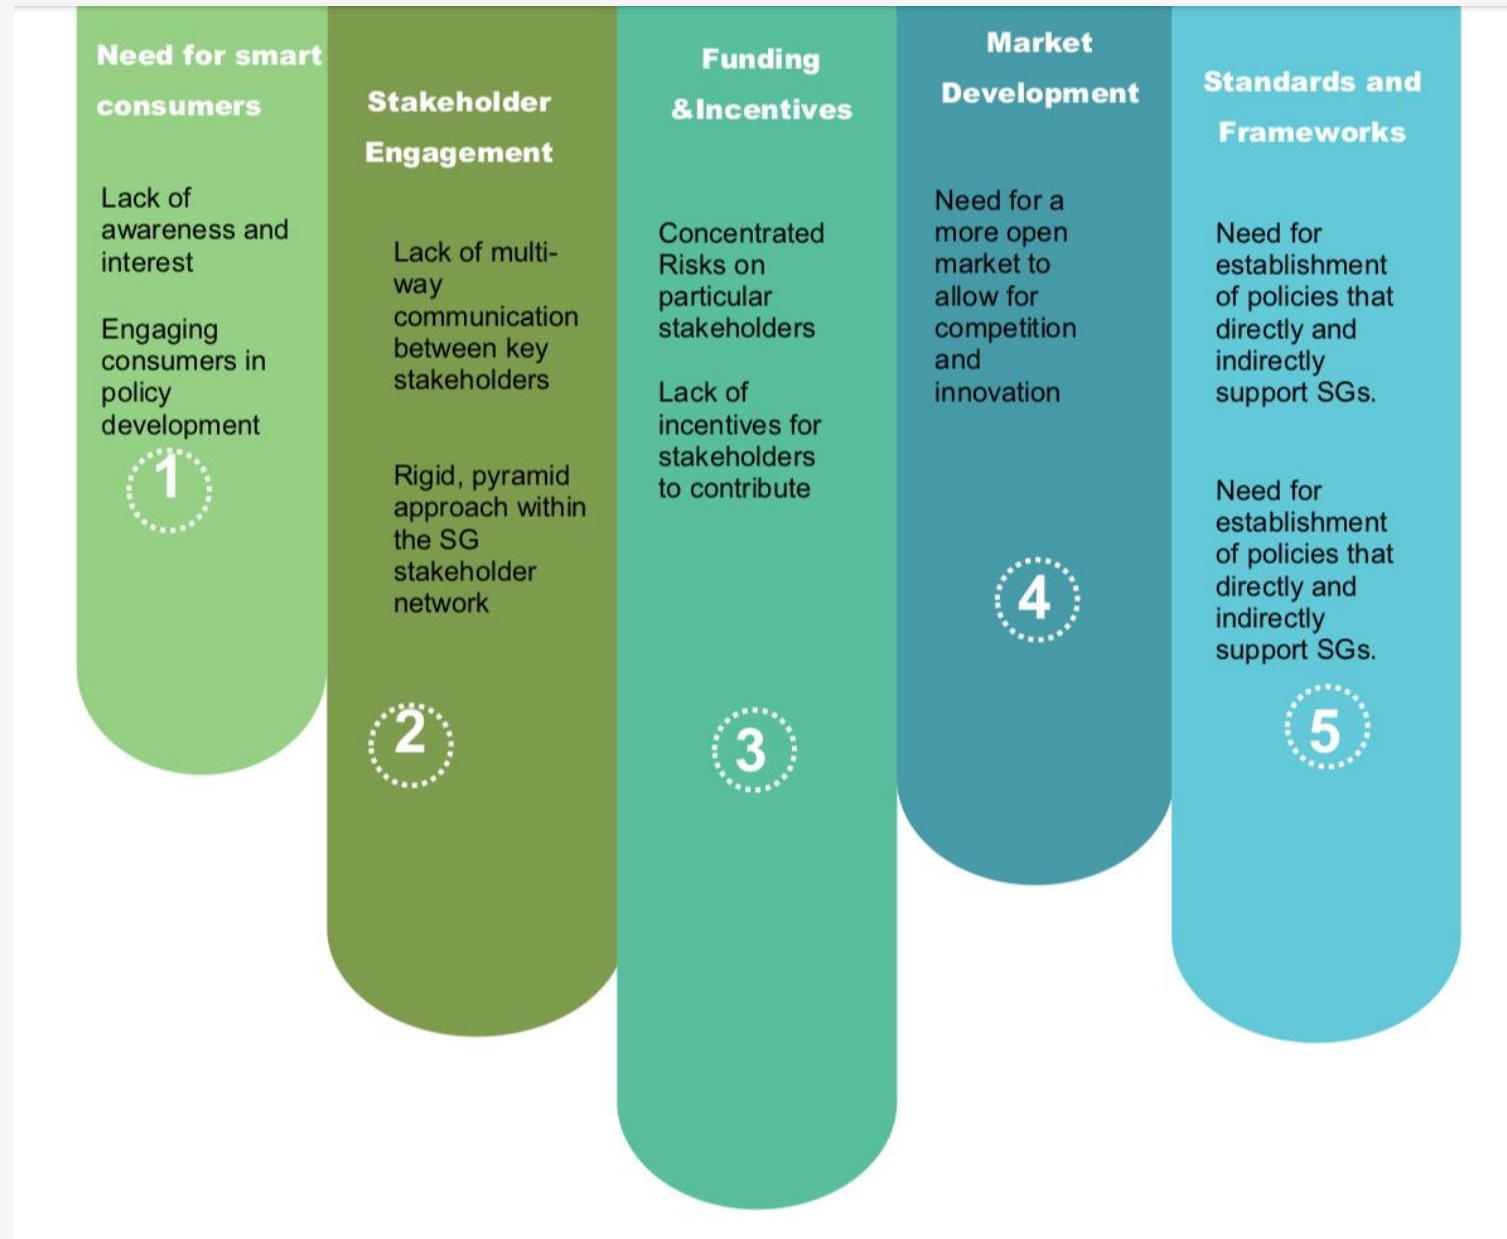 Need for smart
consumers
Lack of
awareness and
interest
Engaging
consumers in
policy
development
1
Stakeholder
Engagement
Lack of multi-
way
communication
between key
stakeholders
Rigid, pyramid
approach within
the SG
stakeholder
network
2
Funding
&Incentives
Concentrated
Risks on
particular
stakeholders
Lack of
incentives for
stakeholders
to contribute
3
Market
Development
Need for a
more open
market to
allow for
competition
and
innovation
4
Standards and
Frameworks
Need for
establishment
of policies that
directly and
indirectly
support SGs.
Need for
establishment
of policies that
directly and
indirectly
support SGs.
5